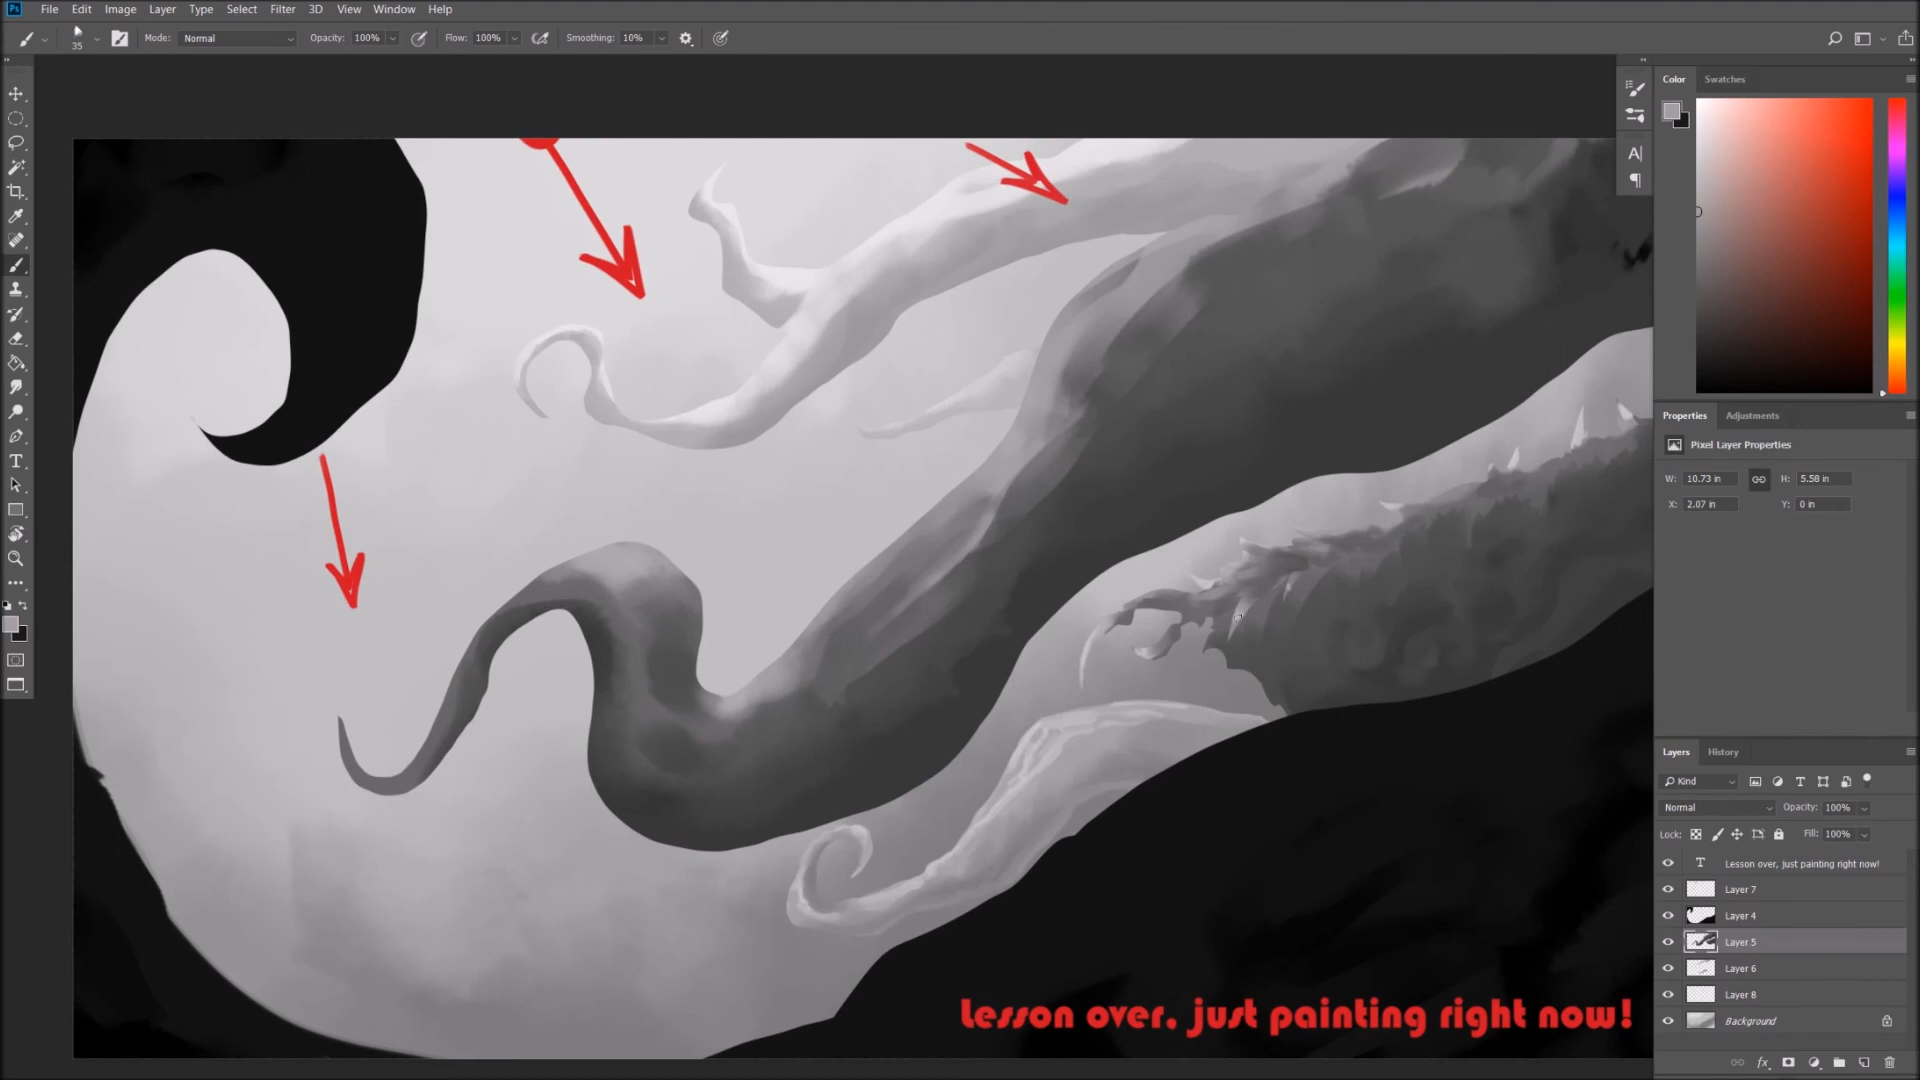 Ps File Edit Image Layer Type Select Filter 3D View Window Help
35 Mode: Normal Opacity: 100% Flow: 100% Smoothing: 10%
Color Swatches
Properties Adjustments
Pixel Layer Properties
W: 10.73 in H: 5.58 in
X: 2.07 in Y: 0 in
Layers History
Kind
Normal Opacity: 100%
Lock: Fill: 100%
Lesson over, just painting right now!
Layer 7
Layer 4
Layer 5
Layer 6
Layer 8
Background
fx
Lesson over, just painting right now!